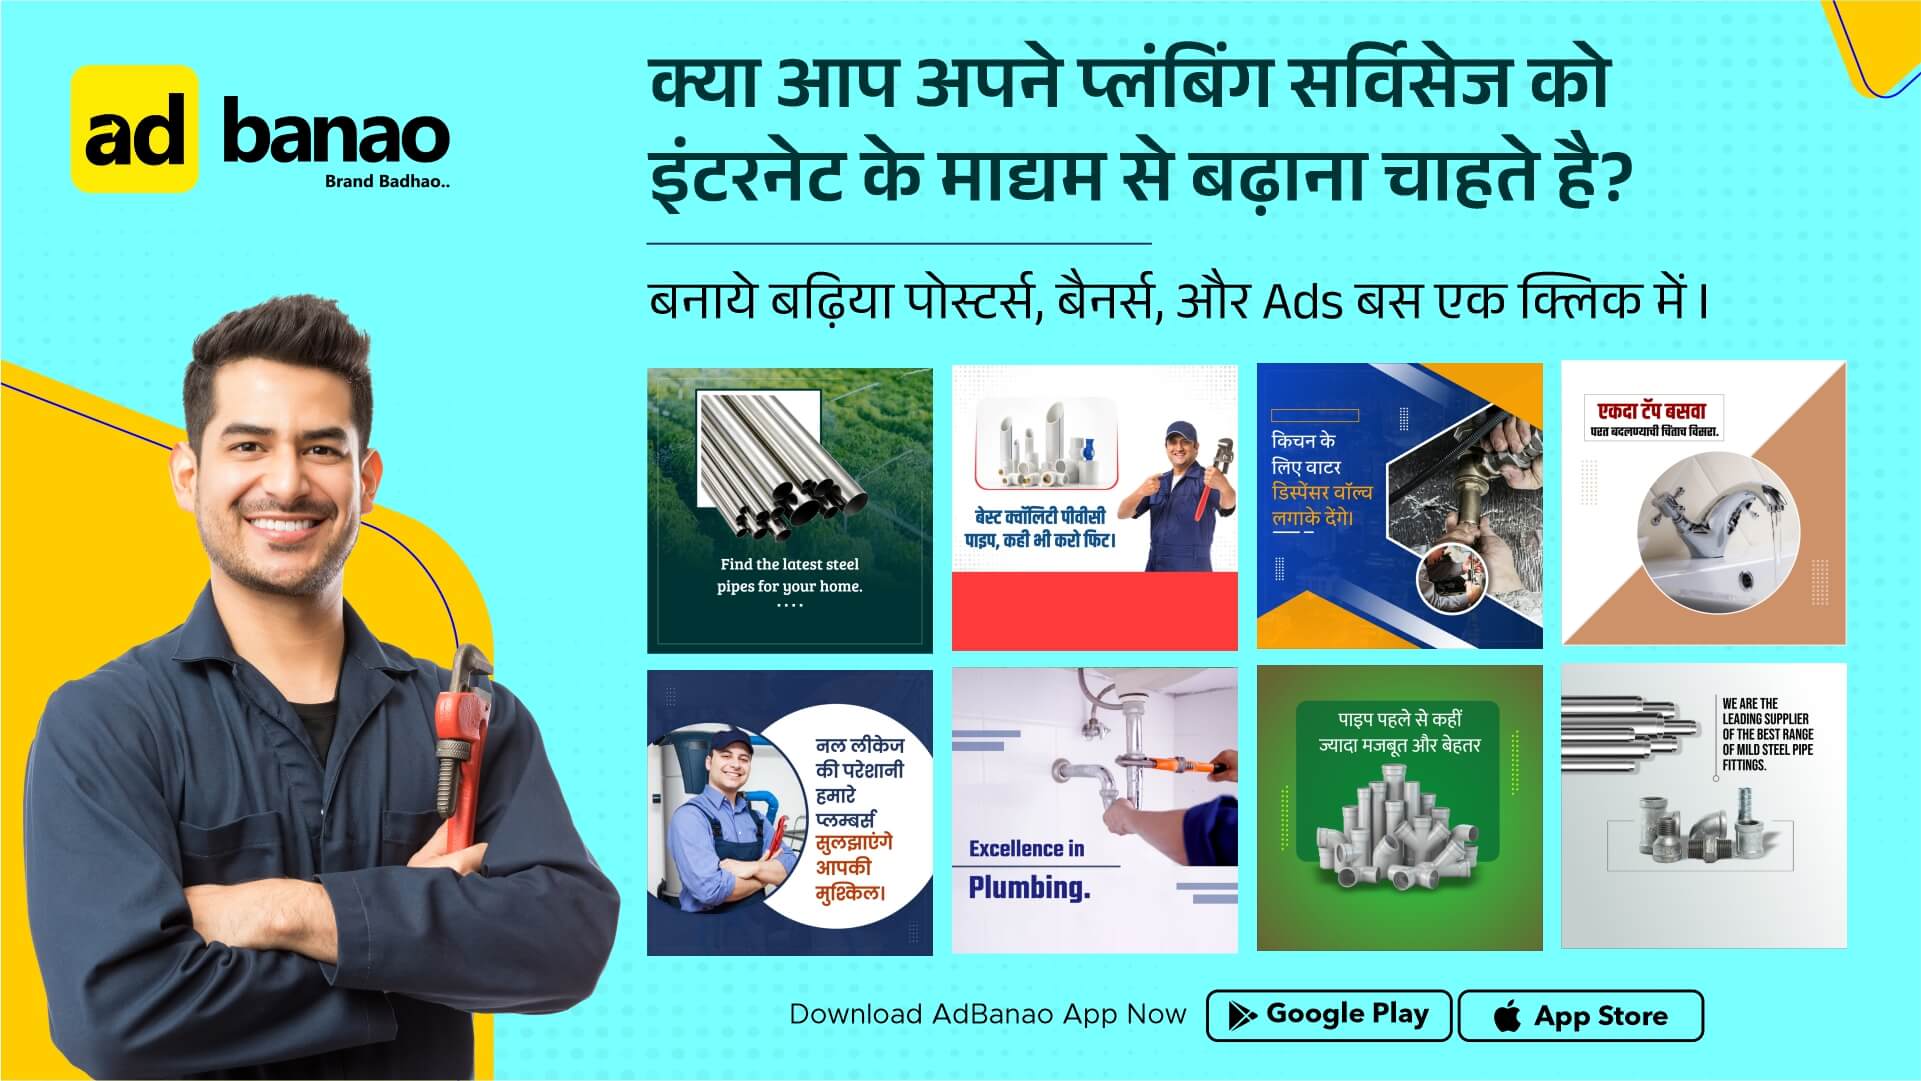 ad banao
Brand Badhao..
क्या आप अपने प्लंबिंग सर्विसेज को
इंटरनेट के माद्यम से बढ़ाना चाहते है?
बनाये बढ़िया पोस्टर्स, बैनर्स, और Ads बस एक क्लिक में ।
Find the latest steel
pipes for your home.
बेस्ट क्वॉलिटी पीवीसी
पाइप, कही भी करो फिट।
किचन के
लिए वाटर
डिस्पेंसर वॉल्व
लगाके देंगे।
एकदा टॅप बसवा
परत बदलण्याची चिंताच विसरा.
नल लीकेज
की परेशानी
हमारे
प्लम्बर्स
सुलझाएंगे
आपकी
मुश्किल।
Excellence in
Plumbing.
पाइप पहले से कहीं
ज्यादा मजबूत और बेहतर
WE ARE THE
LEADING SUPPLIER
OF THE BEST RANGE
OF MILD STEEL PIPE
FITTINGS.
Download AdBanao App Now
Google Play
App Store